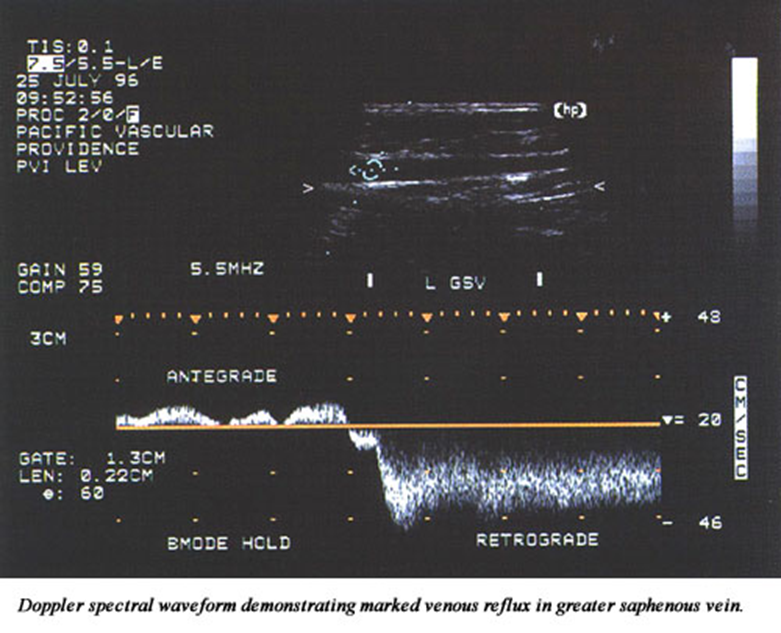 TIS:0.1
7.5/5.5-L/E
25 JULY 96
09:52:56
PROC 2/0/F
PACIFIC VASCULAR
PROVIDENCE
PVI LEV
(hp)
GAIN 59
COMP 75
5.5MHZ
L GSV
3CM
+ 48
ANTEGRADE
= 20
CM/SEC
GATE: 1.3CM
LEN: 0.22CM
θ: 60
- 46
BMODE HOLD
RETROGRADE
Doppler spectral waveform demonstrating marked venous reflux in greater saphenous vein.